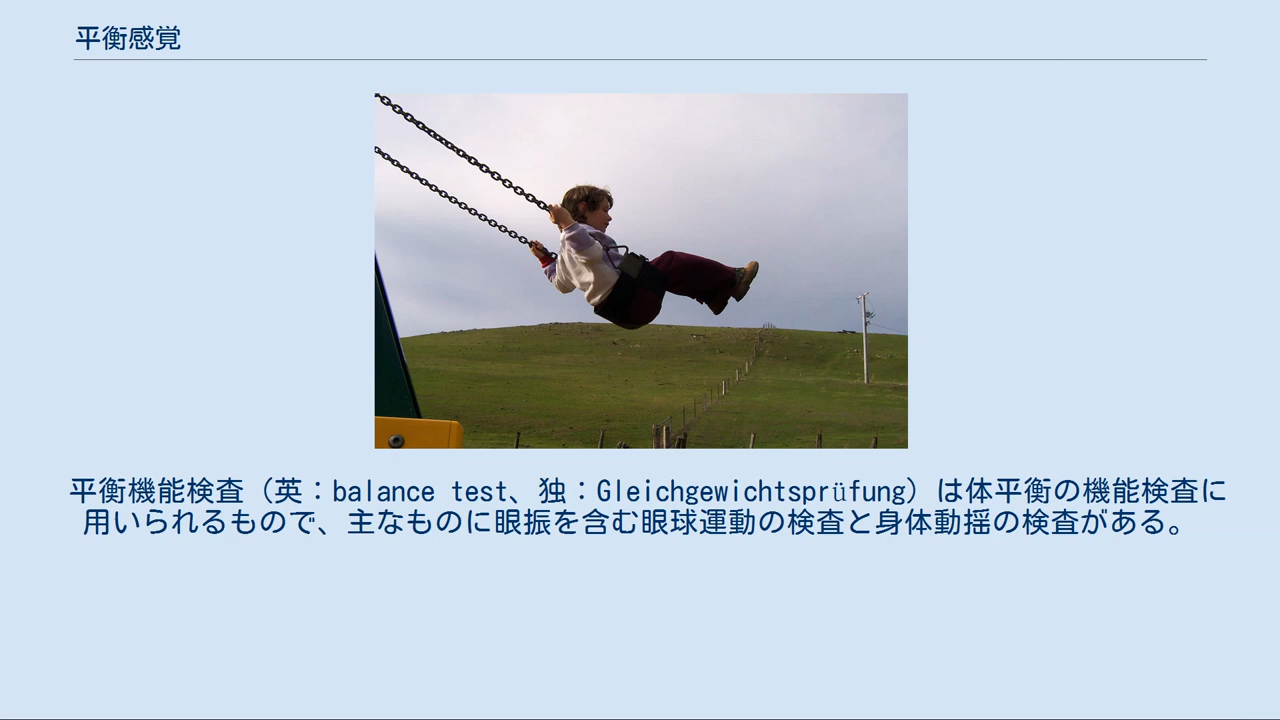 平衡感覚
平衡機能検査（英：balance test、独：Gleichgewichtsprüfung）は体平衡の機能検査に
用いられるもので、主なものに眼振を含む眼球運動の検査と身体動揺の検査がある。